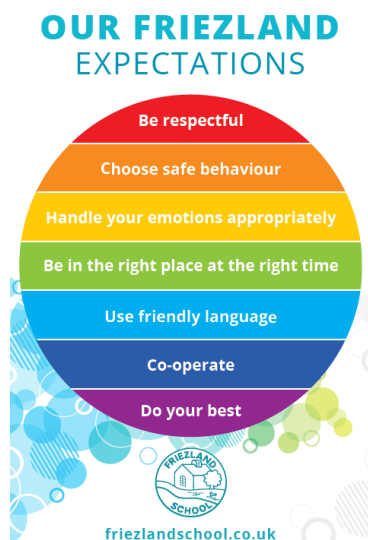 OUR FRIEZLAND
EXPECTATIONS
Be respectful
Choose safe behaviour
Handle your emotions appropriately
Be in the right place at the right time
Use friendly language
Co-operate
Do your best
FRIEZLAND
SCHOOL
friezlandschool.co.uk